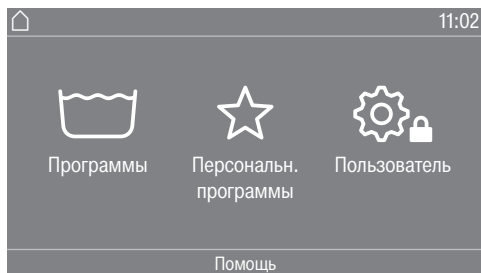 11:02
Программы
Персональн.
программы
Пользователь
Помощь